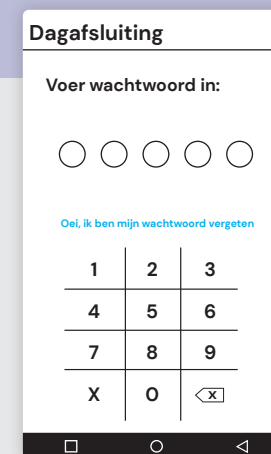 Dagafsluiting
Voer wachtwoord in:
Oei, ik ben mijn wachtwoord vergeten
1 2 3
4 5 6
7 8 9
X 0 x